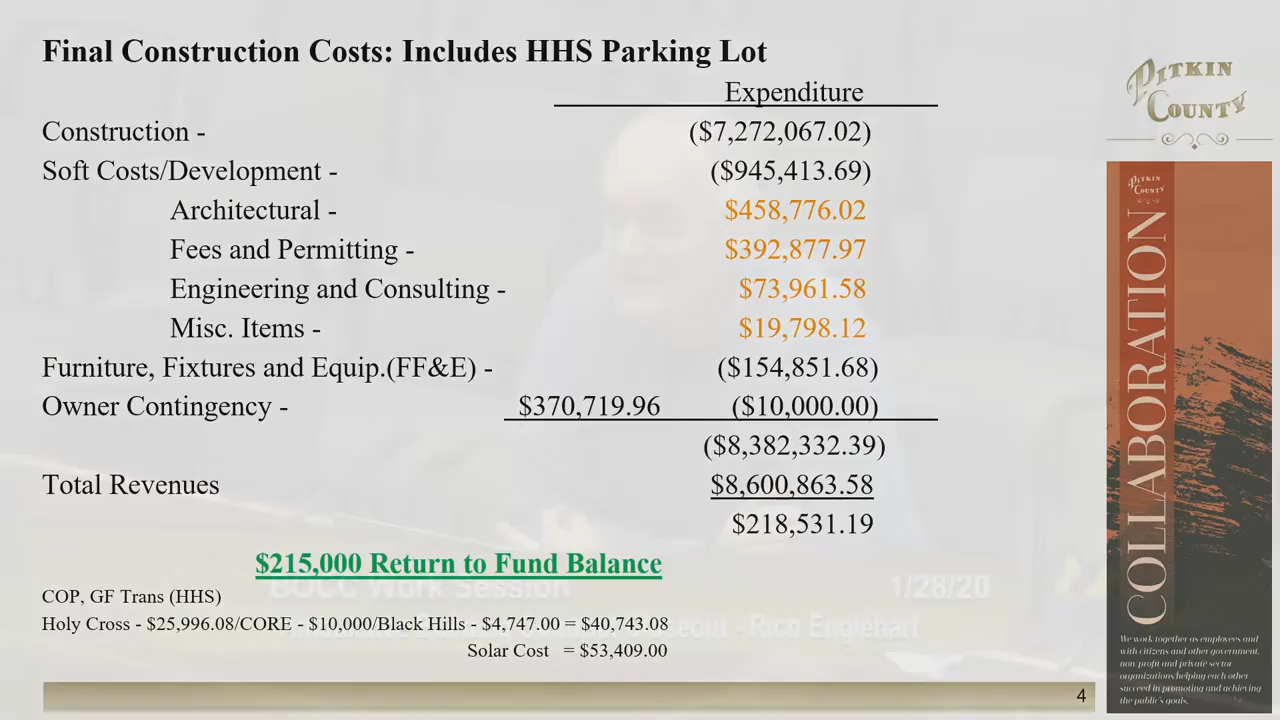 Final Construction Costs: Includes HHS Parking Lot
Expenditure
Construction - ($7,272,067.02)
Soft Costs/Development - ($945,413.69)
Architectural - $458,776.02
Fees and Permitting - $392,877.97
Engineering and Consulting - $73,961.58
Misc. Items - $19,798.12
Furniture, Fixtures and Equip.(FF&E) - ($154,851.68)
Owner Contingency - $370,719.96 ($10,000.00)
($8,382,332.39)
Total Revenues $8,600,863.58
$218,531.19
$215,000 Return to Fund Balance
COP, GF Trans (HHS)
BOCC Work Session 1/28/20
Holy Cross - $25,996.08/CORE - $10,000/Black Hills - $4,747.00 = $40,743.08
Rich Englehart
Solar Cost = $53,409.00
4
PITKIN
COUNTY
PITKIN
COUNTY
COLLABORATION
We work together as employees and
with citizens and other government,
non-profit and private sector
organizations helping each other
succeed in promoting and achieving
the public's goals.